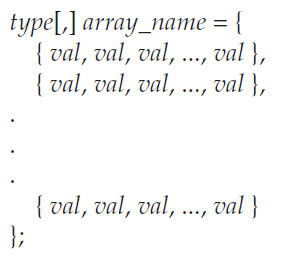 type[,] array_name = {
{ val, val, val, ..., val },
{ val, val, val, ..., val },
.
.
.
{ val, val, val, ..., val }
};